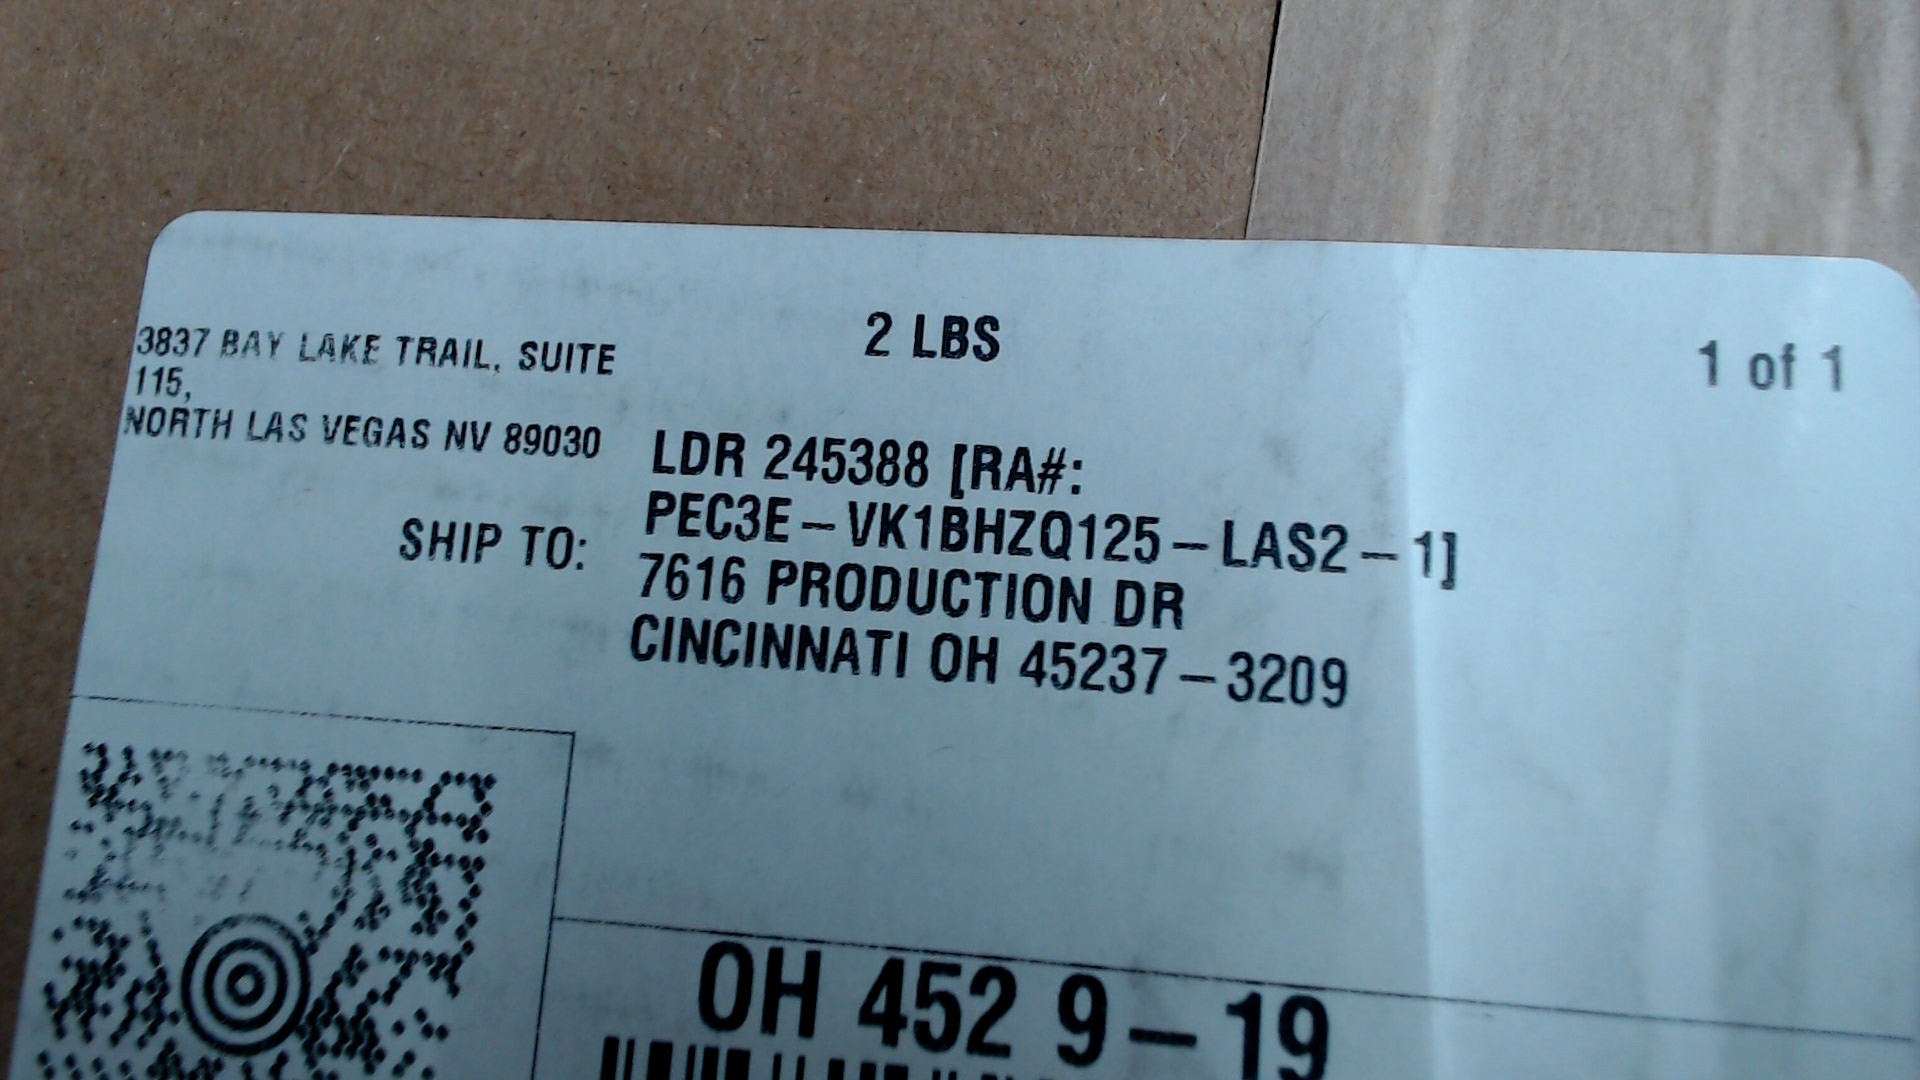 3837 BAY LAKE TRAIL, SUITE
115,
NORTH LAS VEGAS NV 89030
2 LBS
1 of 1
SHIP TO:
LDR 245388 [RA#:
PEC3E-VK1BHZQ125-LAS2-1]
7616 PRODUCTION DR
CINCINNATI OH 45237-3209
OH 452 9-19